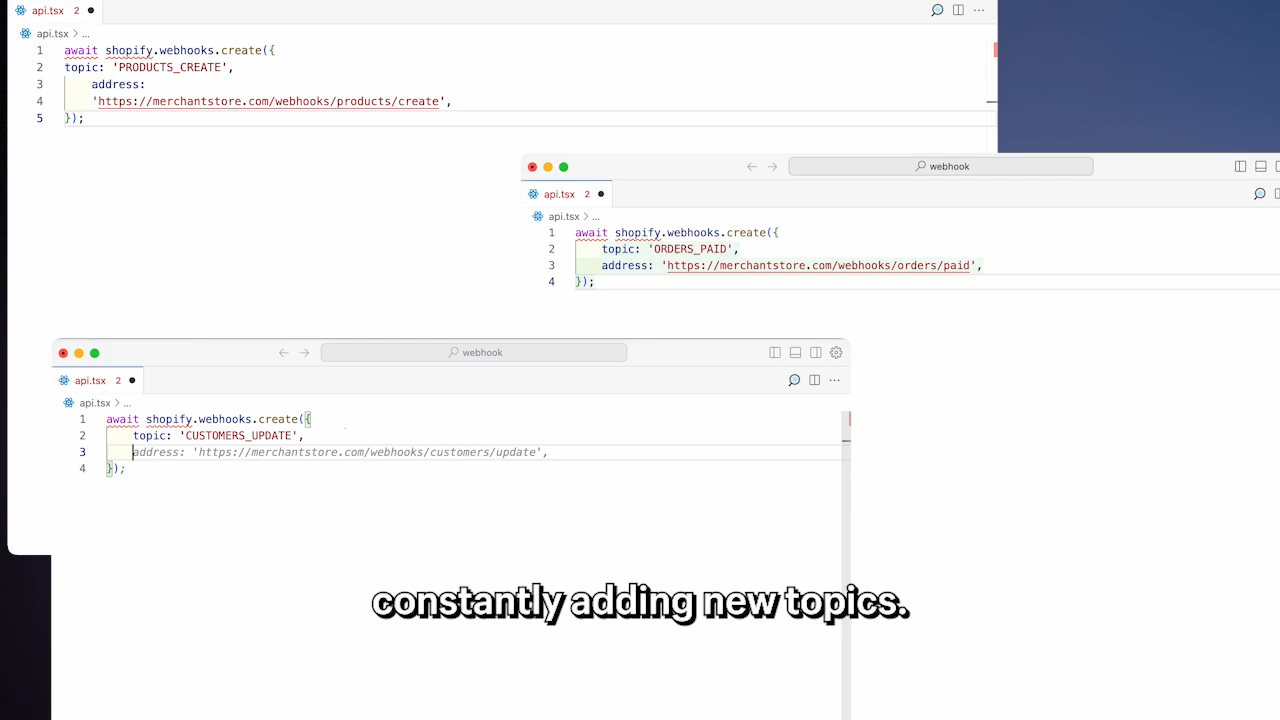 api.tsx 2
api.tsx > ...
1 await shopify.webhooks.create({
2 topic: 'PRODUCTS_CREATE',
3 address:
4 'https://merchantstore.com/webhooks/products/create',
5 });
webhook
api.tsx 2
api.tsx > ...
1 await shopify.webhooks.create({
2 topic: 'ORDERS_PAID',
3 address: 'https://merchantstore.com/webhooks/orders/paid',
4 });
webhook
api.tsx 2
api.tsx > ...
1 await shopify.webhooks.create({
2 topic: 'CUSTOMERS_UPDATE',
3 address: 'https://merchantstore.com/webhooks/customers/update',
4 });
constantly adding new topics.